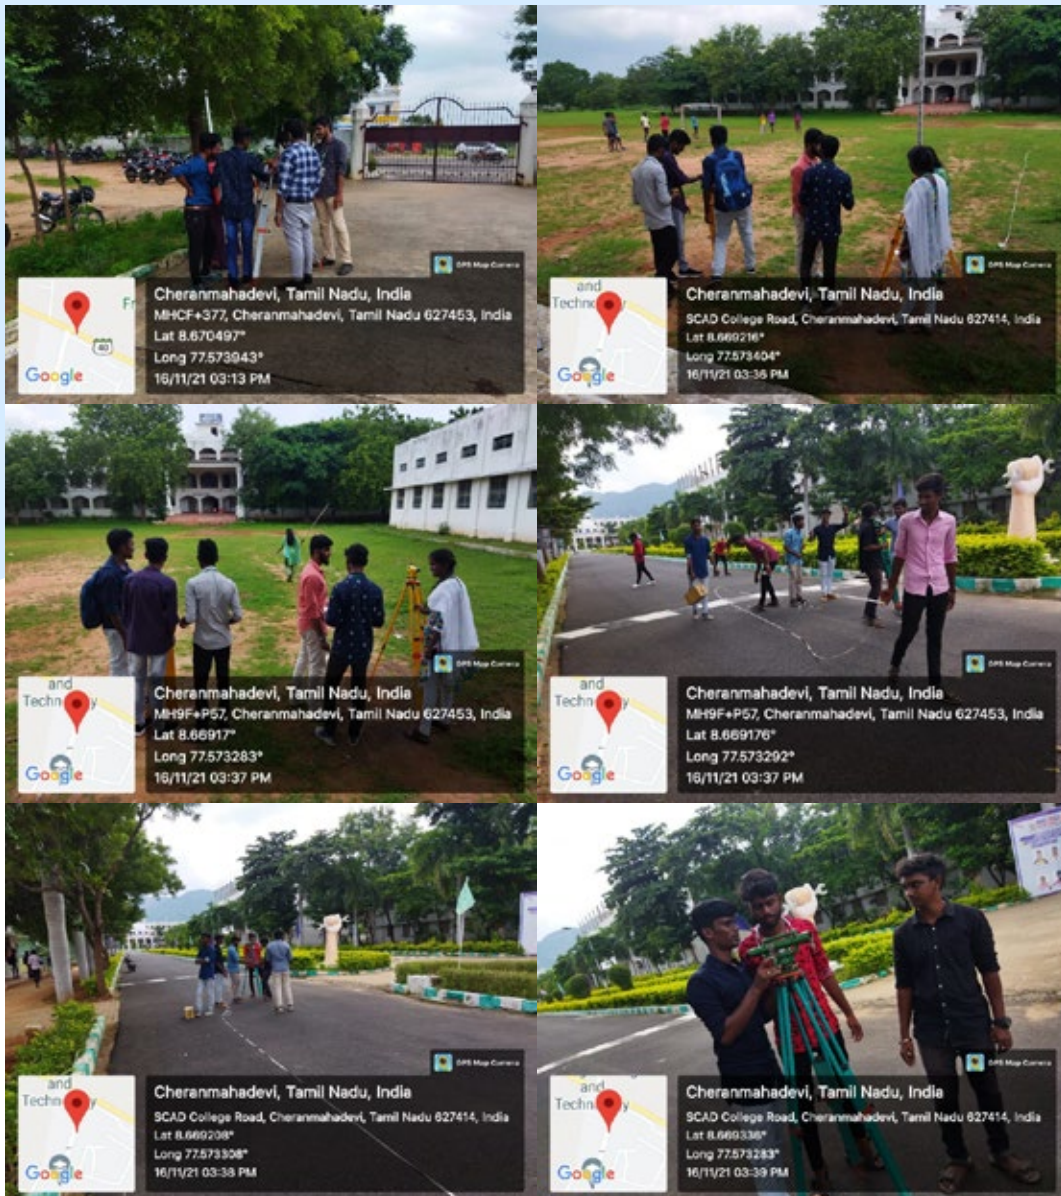 GPS Map Camera
Cheranmahadevi, Tamil Nadu, India
MHCF+377, Cheranmahadevi, Tamil Nadu 627453, India
Lat 8.670497°
Long 77.573943°
16/11/21 03:13 PM
Fr
40
Google
GPS Map Camera
Cheranmahadevi, Tamil Nadu, India
SCAD College Road, Cheranmahadevi, Tamil Nadu 627414, India
Lat 8.669216°
Long 77.573404°
16/11/21 03:36 PM
and
Google
GPS Map Camera
Cheranmahadevi, Tamil Nadu, India
MH9F+P57, Cheranmahadevi, Tamil Nadu 627453, India
Lat 8.66917°
Long 77.573283°
16/11/21 03:37 PM
and
Google
GPS Map Camera
Cheranmahadevi, Tamil Nadu, India
MH9F+P57, Cheranmahadevi, Tamil Nadu 627453, India
Lat 8.669176°
Long 77.573292°
16/11/21 03:37 PM
and
Google
GPS Map Camera
Cheranmahadevi, Tamil Nadu, India
SCAD College Road, Cheranmahadevi, Tamil Nadu 627414, India
Lat 8.669208°
Long 77.573308°
16/11/21 03:38 PM
and
Google
GPS Map Camera
Cheranmahadevi, Tamil Nadu, India
SCAD College Road, Cheranmahadevi, Tamil Nadu 627414, India
Lat 8.669336°
Long 77.573283°
16/11/21 03:39 PM
and
Google